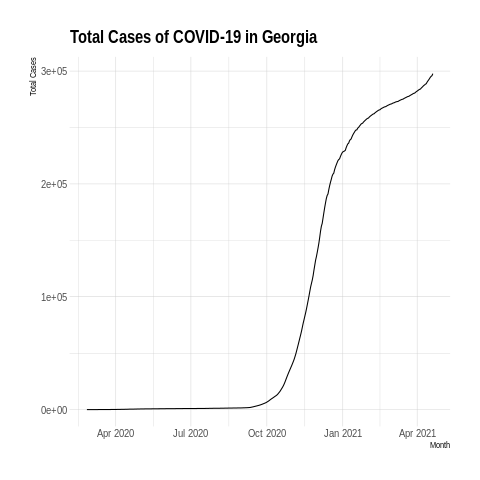 Total Cases of COVID-19 in Georgia
Total Cases
3e+05
2e+05
1e+05
0e+00
Apr 2020 Jul 2020 Oct 2020 Jan 2021 Apr 2021
Month